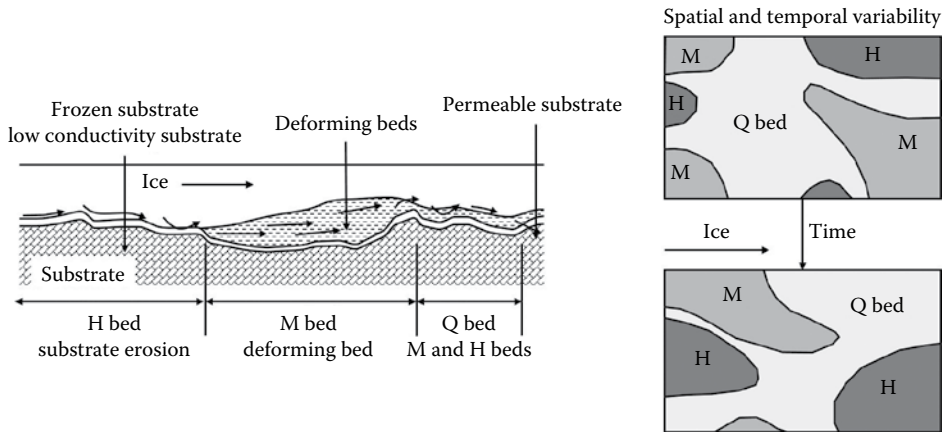 Spatial and temporal variability
Frozen substrate
low conductivity substrate
Deforming beds
Permeable substrate
Ice
Substrate
H bed
substrate erosion
M bed
deforming bed
Q bed
M and H beds
M
H
H
Q bed
M
M
Ice
Time
M
Q bed
H
H